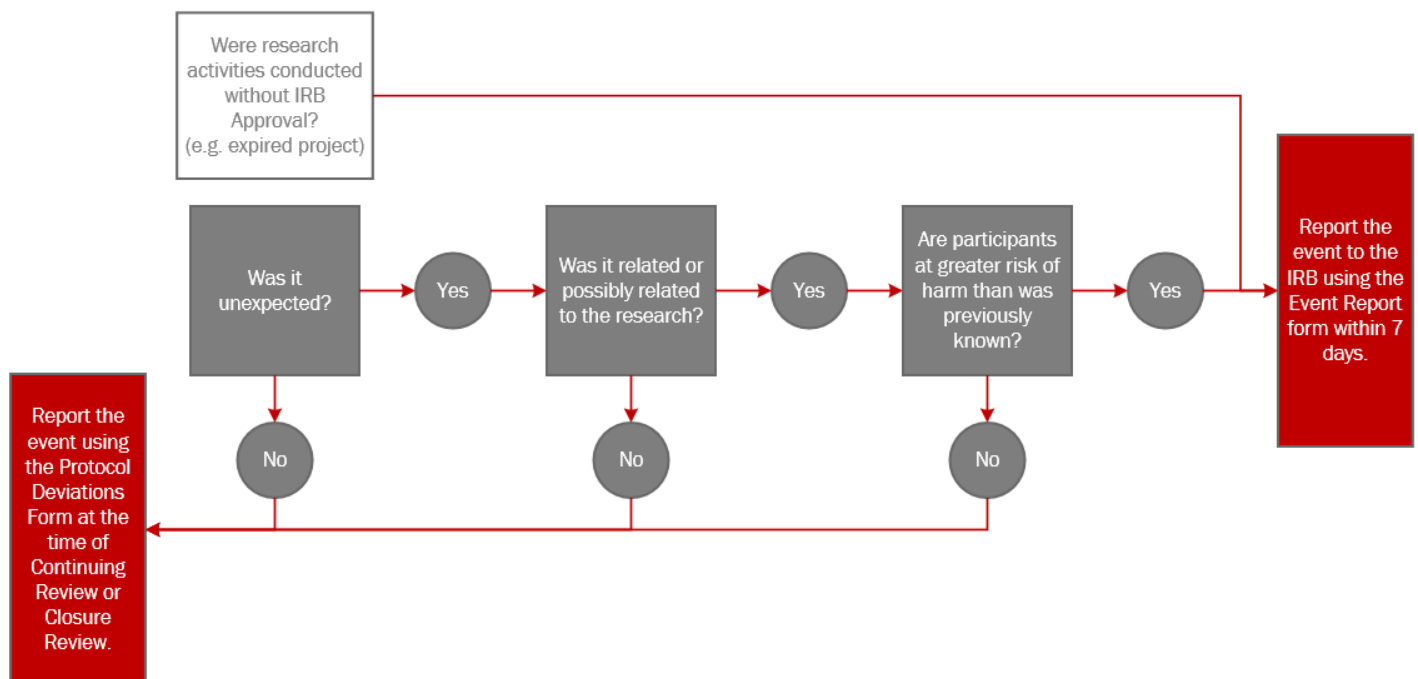 Were research
activities conducted
without IRB
Approval?
(e.g. expired project)
Was it
unexpected?
Yes
Was it related or
possibly related
to the research?
Yes
Are participants
at greater risk of
harm than was
previously
known?
Yes
Report the
event to the
IRB using the
Event Report
form within 7
days.
No
No
No
Report the
event using
the Protocol
Deviations
Form at the
time of
Continuing
Review or
Closure
Review.